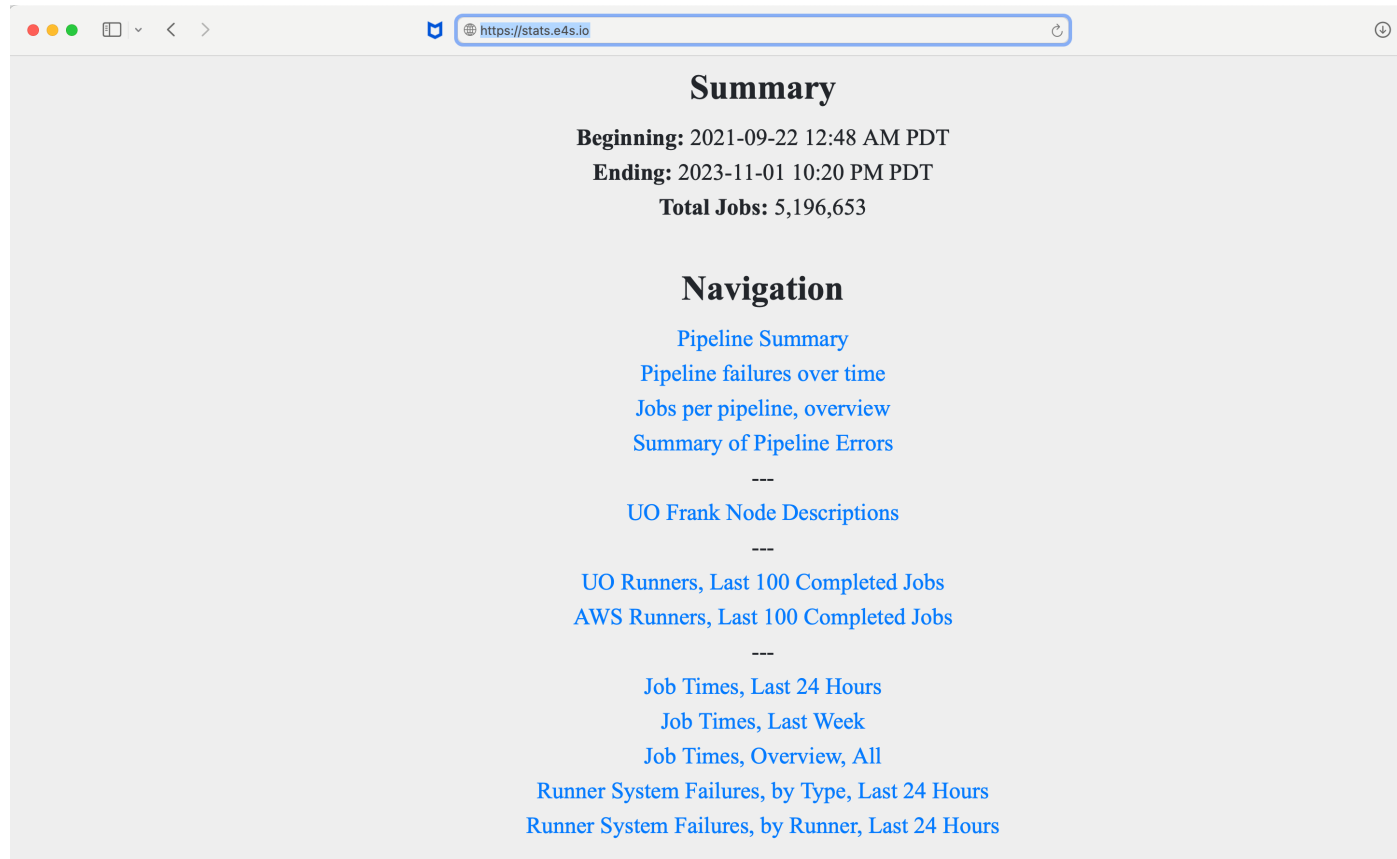 https://stats.e4s.io
Summary
Beginning: 2021-09-22 12:48 AM PDT
Ending: 2023-11-01 10:20 PM PDT
Total Jobs: 5,196,653
Navigation
Pipeline Summary
Pipeline failures over time
Jobs per pipeline, overview
Summary of Pipeline Errors
---
UO Frank Node Descriptions
---
UO Runners, Last 100 Completed Jobs
AWS Runners, Last 100 Completed Jobs
---
Job Times, Last 24 Hours
Job Times, Last Week
Job Times, Overview, All
Runner System Failures, by Type, Last 24 Hours
Runner System Failures, by Runner, Last 24 Hours